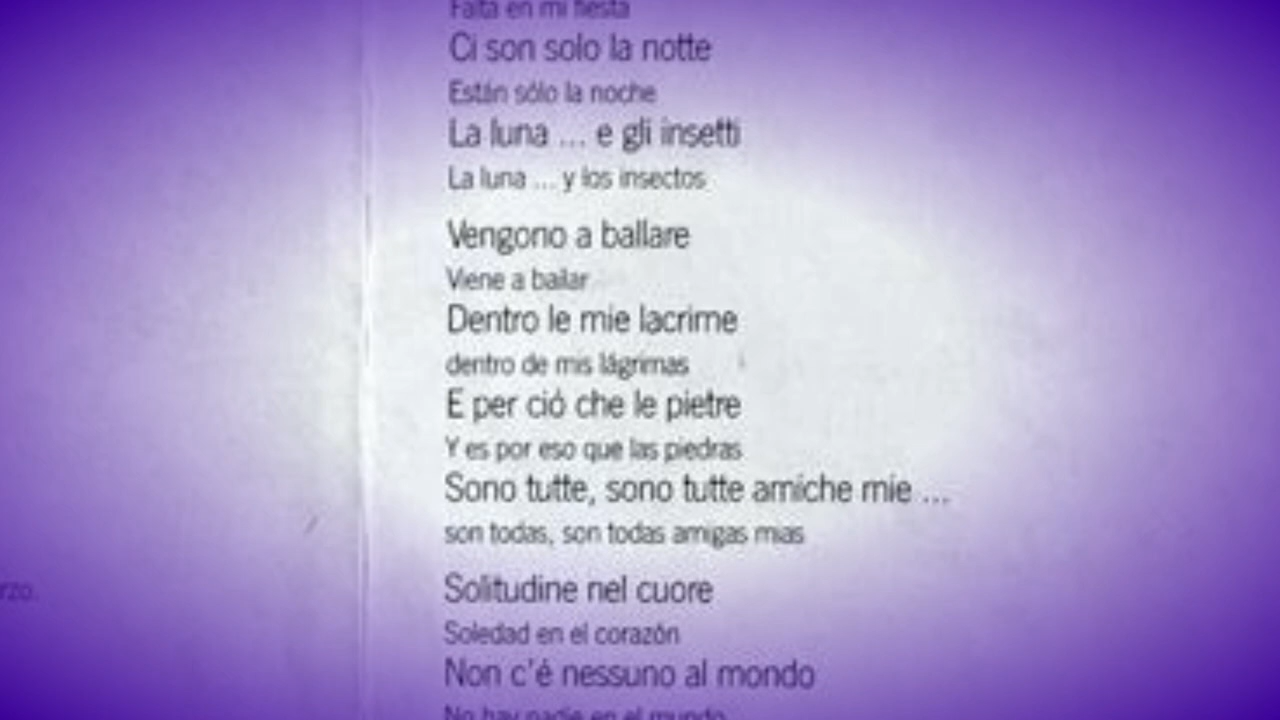 Falta en mi fiesta
Ci son solo la notte
Están sólo la noche
La luna ... e gli insetti
La luna ... y los insectos
Vengono a ballare
Viene a bailar
Dentro le mie lacrime
dentro de mis lágrimas
E per ció che le pietre
Y es por eso que las piedras
Sono tutte, sono tutte amiche mie ...
son todas, son todas amigas mias
Solitudine nel cuore
Soledad en el corazón
Non c'é nessuno al mondo
No hay nadie en el mundo
rzo.